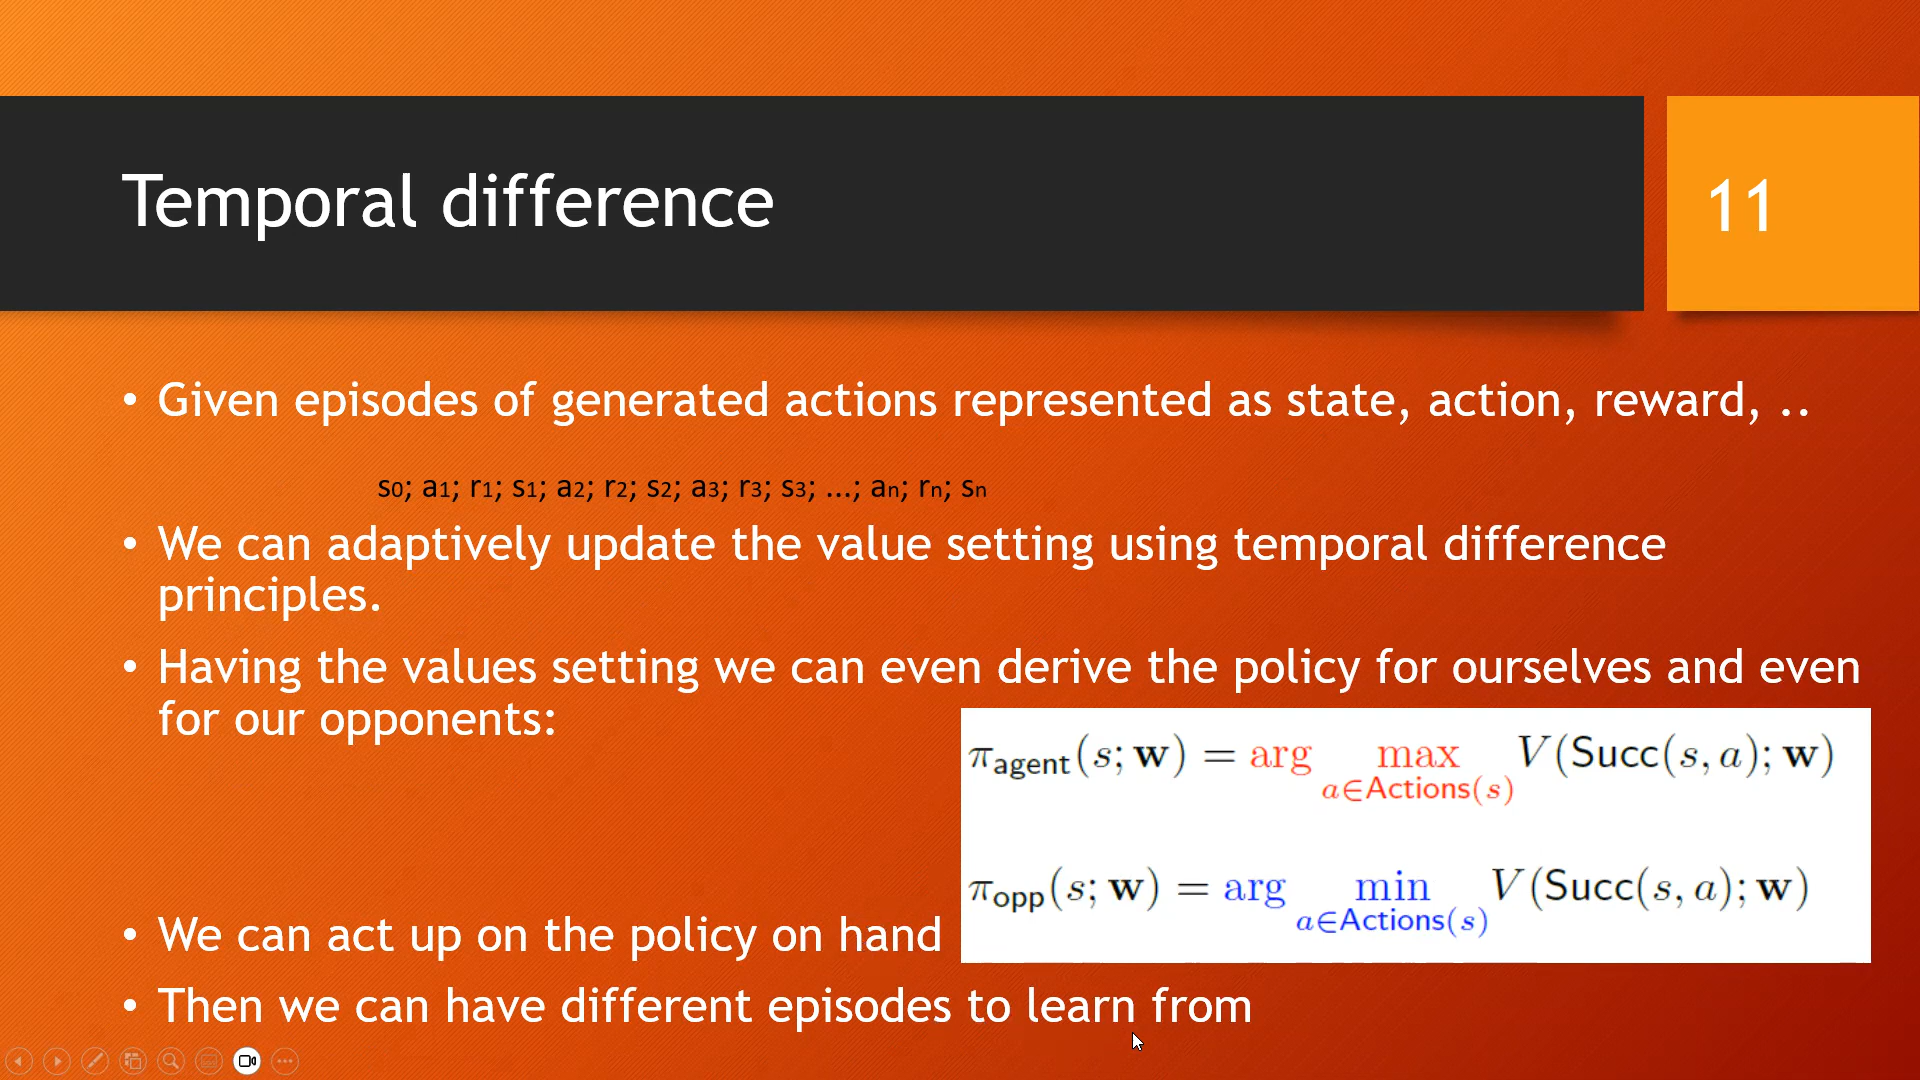 Temporal difference
11
• Given episodes of generated actions represented as state, action, reward, ..
s0; a1; r1; s1; a2; r2; s2; a3; r3; s3; ...; an; rn; sn
• We can adaptively update the value setting using temporal difference
principles.
• Having the values setting we can even derive the policy for ourselves and even
for our opponents:
π_agent(s; w) = arg max_{a∈Actions(s)} V(Succ(s, a); w)
π_opp(s; w) = arg min_{a∈Actions(s)} V(Succ(s, a); w)
• We can act up on the policy on hand
• Then we can have different episodes to learn from